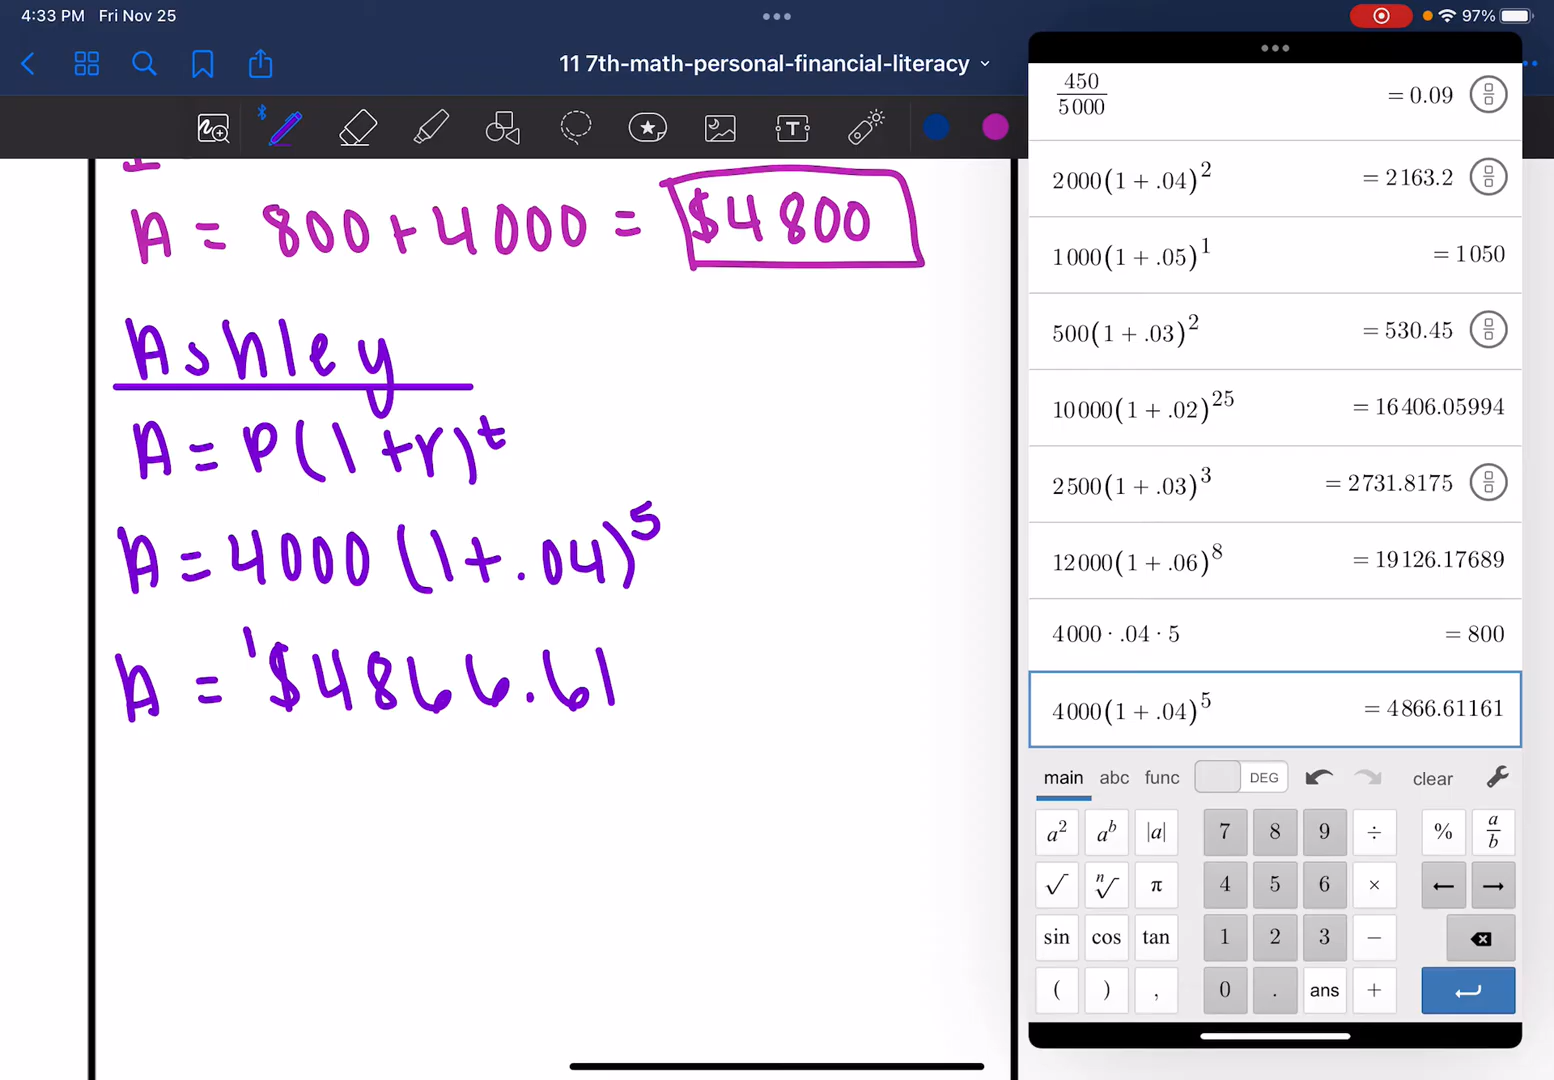 4:33 PM Fri Nov 25
97%
11 7th-math-personal-financial-literacy
A = 800 + 4000 = $4800
Ashley
A = P(1 + r)^t
A = 4000 (1 + .04)^5
A = $4866.61
450/5000 = 0.09
2000(1 + .04)^2 = 2163.2
1000(1 + .05)^1 = 1050
500(1 + .03)^2 = 530.45
10000(1 + .02)^25 = 16406.05994
2500(1 + .03)^3 = 2731.8175
12000(1 + .06)^8 = 19126.17689
4000 · .04 · 5 = 800
4000(1 + .04)^5 = 4866.61161
main abc func DEG clear
a^2 a^b |a| 7 8 9 ÷ % a/b
√ n√ π 4 5 6 × ← →
sin cos tan 1 2 3 −
( ) , 0 . ans +